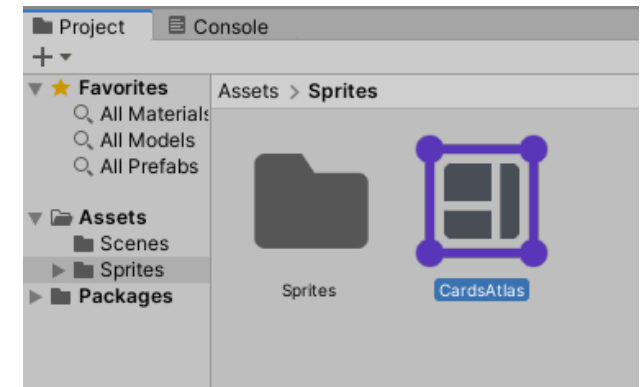 Project
Console
Favorites
All Materials
All Models
All Prefabs
Assets
Scenes
Sprites
Packages
Assets > Sprites
Sprites
CardsAtlas